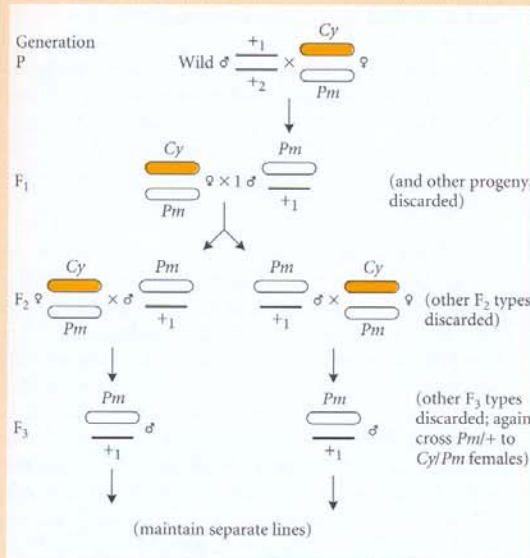 Generation
P
Wild ♂ +1 +2 × Cy Pm ♀
F1
Cy Pm ♀ × 1 ♂ Pm +1
(and other progeny,
discarded)
F2 ♀ Cy Pm × ♂ Pm +1
Pm +1 ♂ × Cy Pm ♀
(other F2 types
discarded)
F3
Pm +1 ♂
Pm +1 ♂
(other F3 types
discarded; again
cross Pm/+ to
Cy/Pm females)
(maintain separate lines)